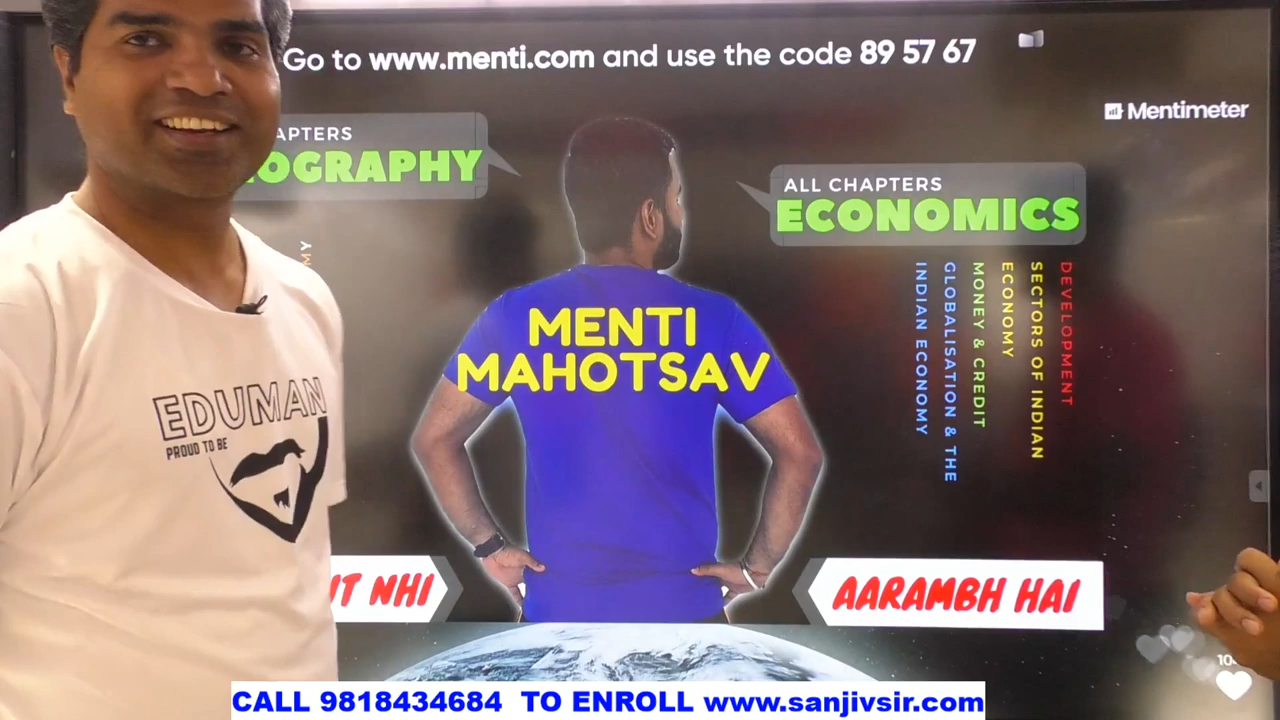 Go to www.menti.com and use the code 89 57 67
Mentimeter
APTERS
OGRAPHY
ALL CHAPTERS
ECONOMICS
DEVELOPMENT
SECTORS OF INDIAN
ECONOMY
MONEY & CREDIT
GLOBALISATION & THE
INDIAN ECONOMY
MENTI
MAHOTSAV
EDUMAN
PROUD TO BE
IT NHI
AARAMBH HAI
CALL 9818434684 TO ENROLL www.sanjivsir.com